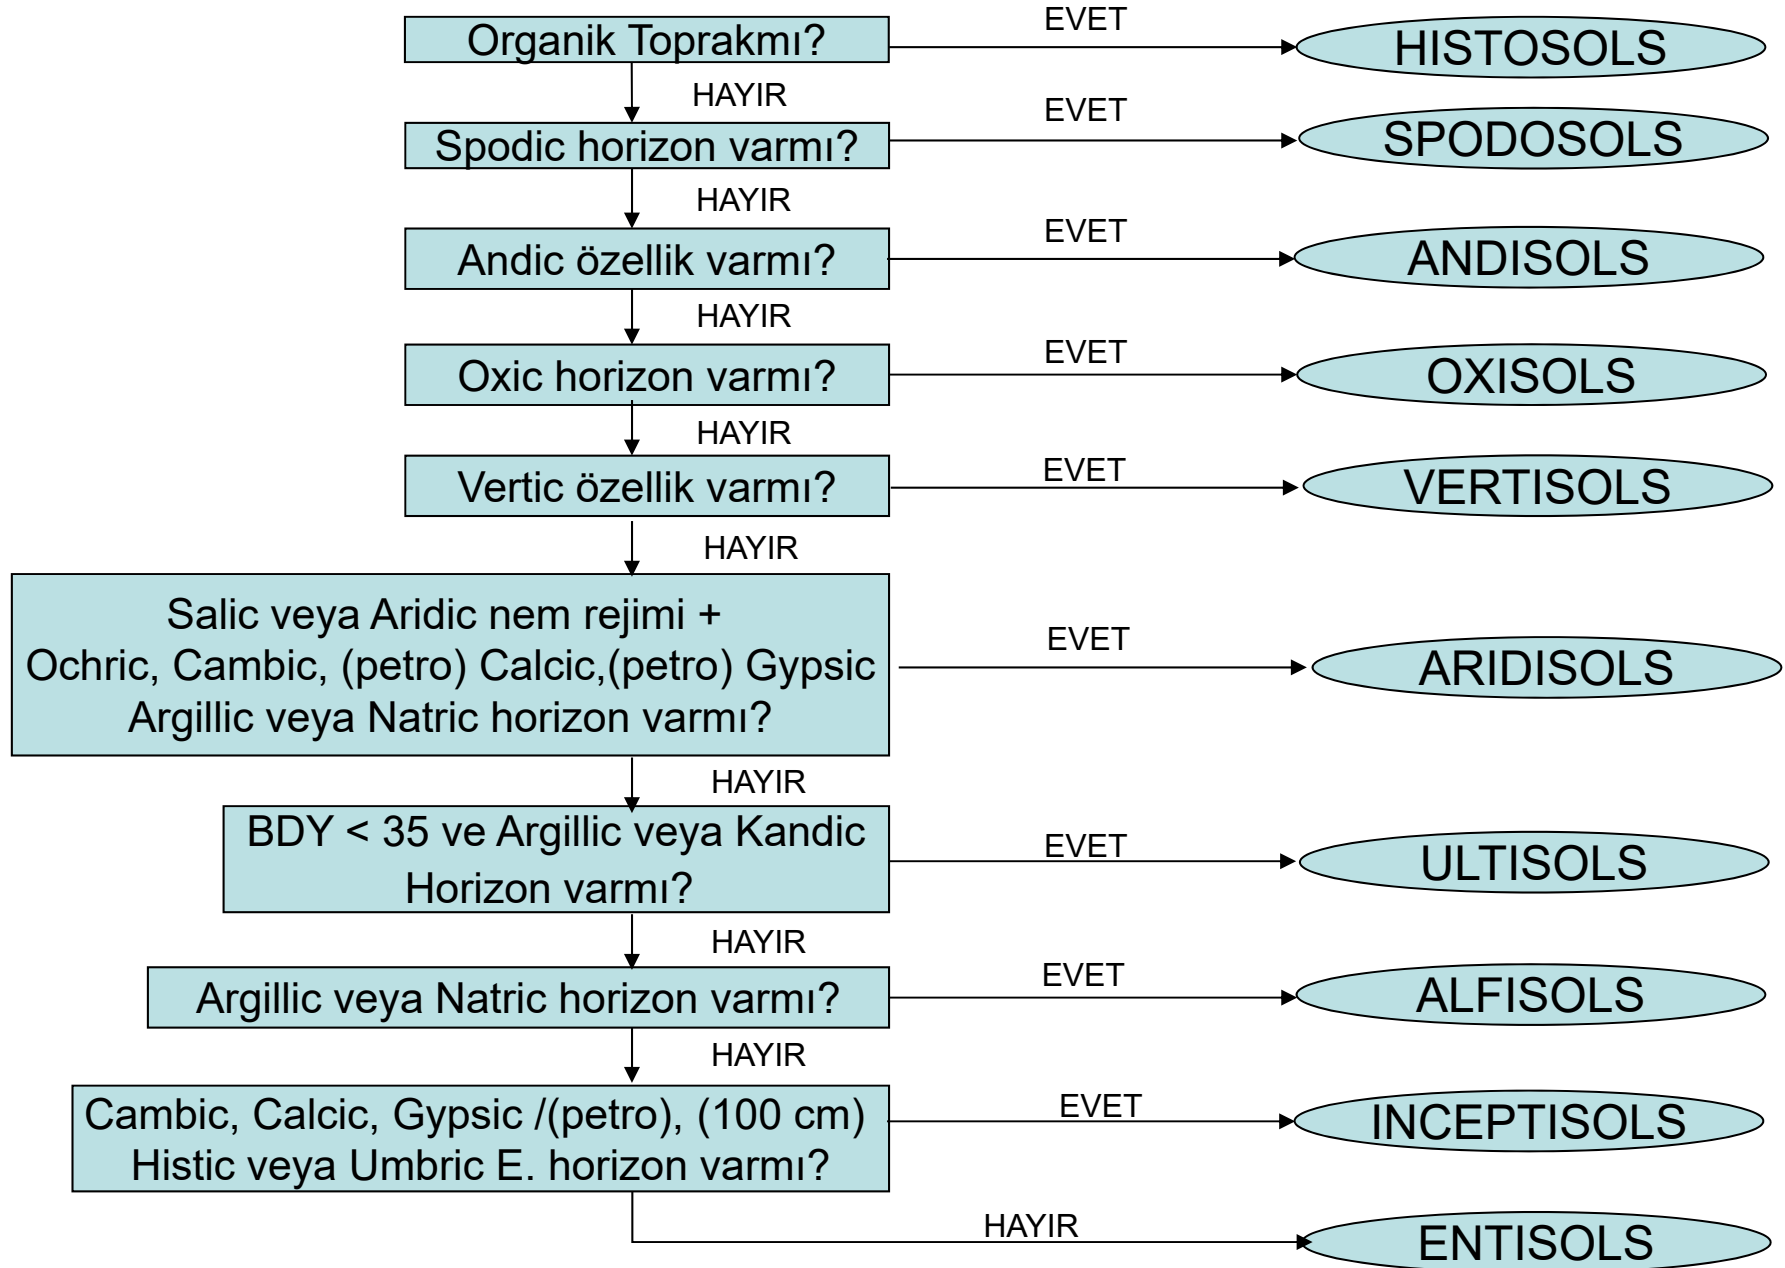 Organik Toprakmı?
EVET
HISTOSOLS
HAYIR
Spodic horizon varmı?
EVET
SPODOSOLS
HAYIR
Andic özellik varmı?
EVET
ANDISOLS
HAYIR
Oxic horizon varmı?
EVET
OXISOLS
HAYIR
Vertic özellik varmı?
EVET
VERTISOLS
HAYIR
Salic veya Aridic nem rejimi +
Ochric, Cambic, (petro) Calcic,(petro) Gypsic
Argillic veya Natric horizon varmı?
EVET
ARIDISOLS
HAYIR
BDY < 35 ve Argillic veya Kandic
Horizon varmı?
EVET
ULTISOLS
HAYIR
Argillic veya Natric horizon varmı?
EVET
ALFISOLS
HAYIR
Cambic, Calcic, Gypsic /(petro), (100 cm)
Histic veya Umbric E. horizon varmı?
EVET
INCEPTISOLS
HAYIR
ENTISOLS